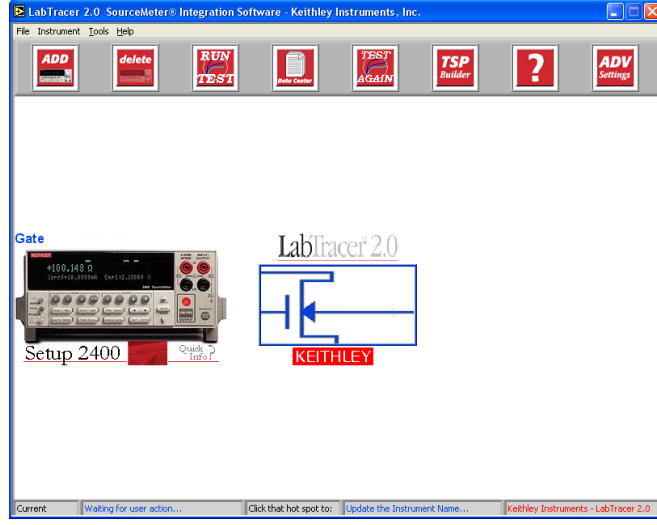 LabTracer 2.0 SourceMeter® Integration Software - Keithley Instruments, Inc.
File Instrument Tools Help
ADD
delete
RUN
TEST
Data Center
TEST
AGAIN
TSP
Builder
?
ADV
Settings
Gate
LabTracer 2.0
KEITHLEY
+100.143 Ω
Setup 2400
Quick
Info?
KEITHLEY
Current
Waiting for user action...
Click that hot spot to:
Update the Instrument Name...
Keithley Instruments - LabTracer 2.0